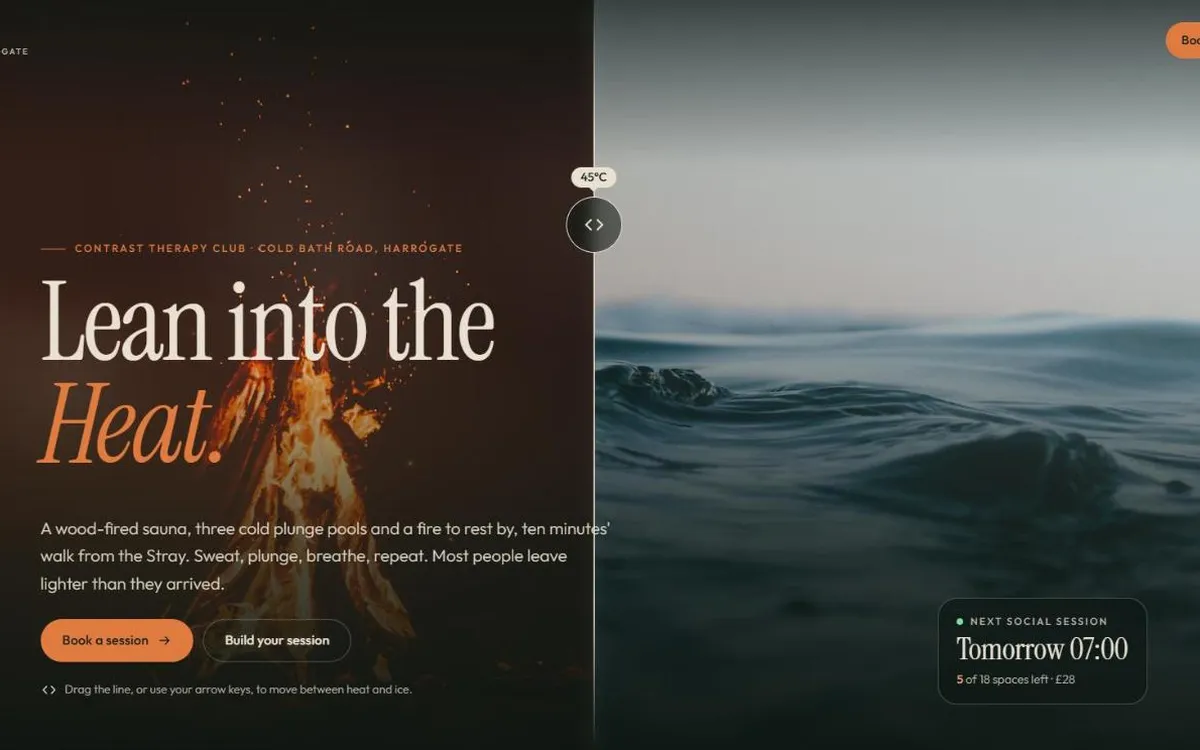 GATE
45°C
CONTRAST THERAPY CLUB · COLD BATH ROAD, HARROGATE
Lean into the
Heat.
A wood-fired sauna, three cold plunge pools and a fire to rest by, ten minutes'
walk from the Stray. Sweat, plunge, breathe, repeat. Most people leave
lighter than they arrived.
Book a session →
Build your session
Drag the line, or use your arrow keys, to move between heat and ice.
NEXT SOCIAL SESSION
Tomorrow 07:00
5 of 18 spaces left · £28